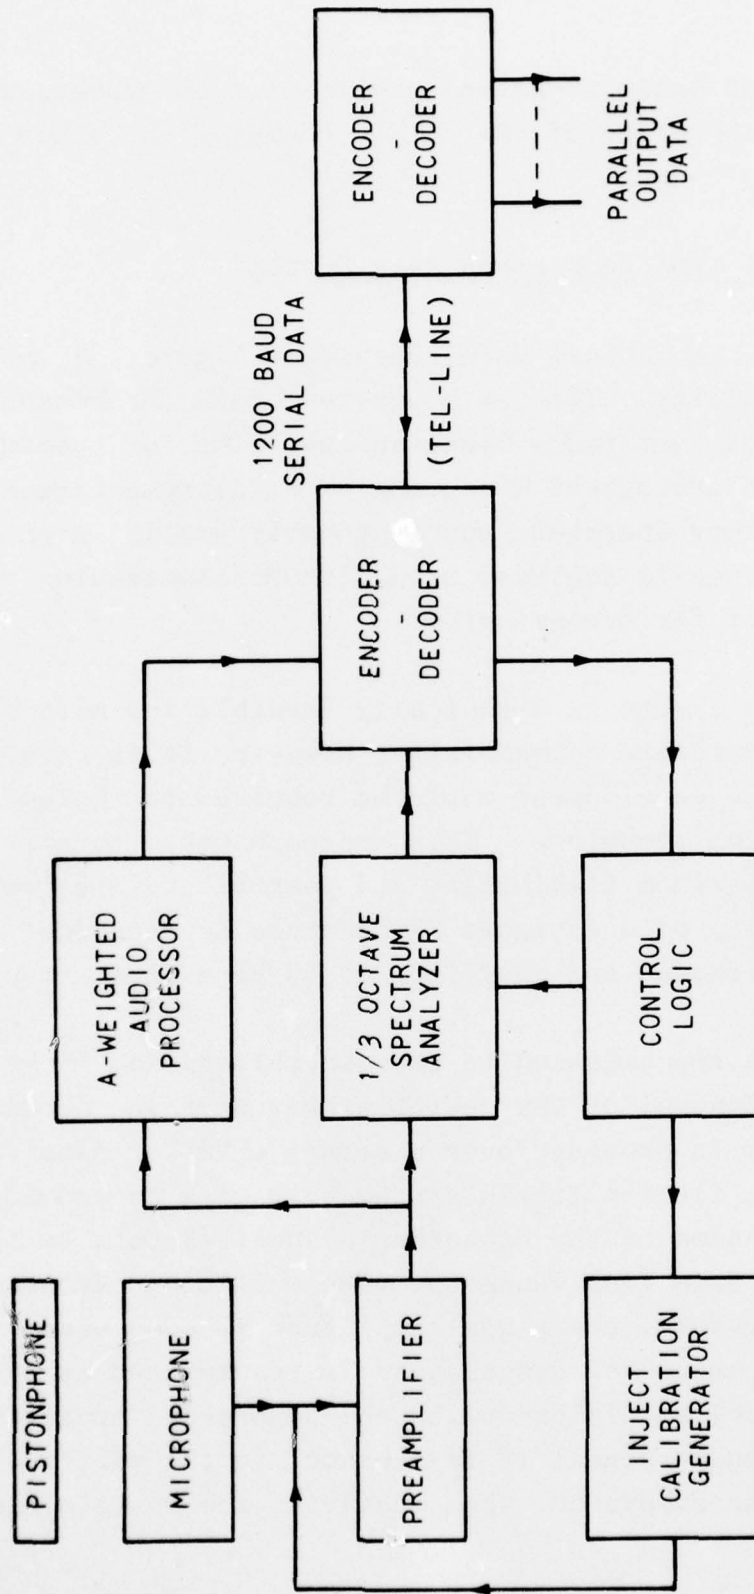 PISTONPHONE
MICROPHONE
PREAMPLIFIER
INJECT
CALIBRATION
GENERATOR
A-WEIGHTED
AUDIO
PROCESSOR
1/3 OCTAVE
SPECTRUM
ANALYZER
CONTROL
LOGIC
ENCODER
-
DECODER
1200 BAUD
SERIAL DATA
(TEL-LINE)
ENCODER
-
DECODER
PARALLEL
OUTPUT
DATA